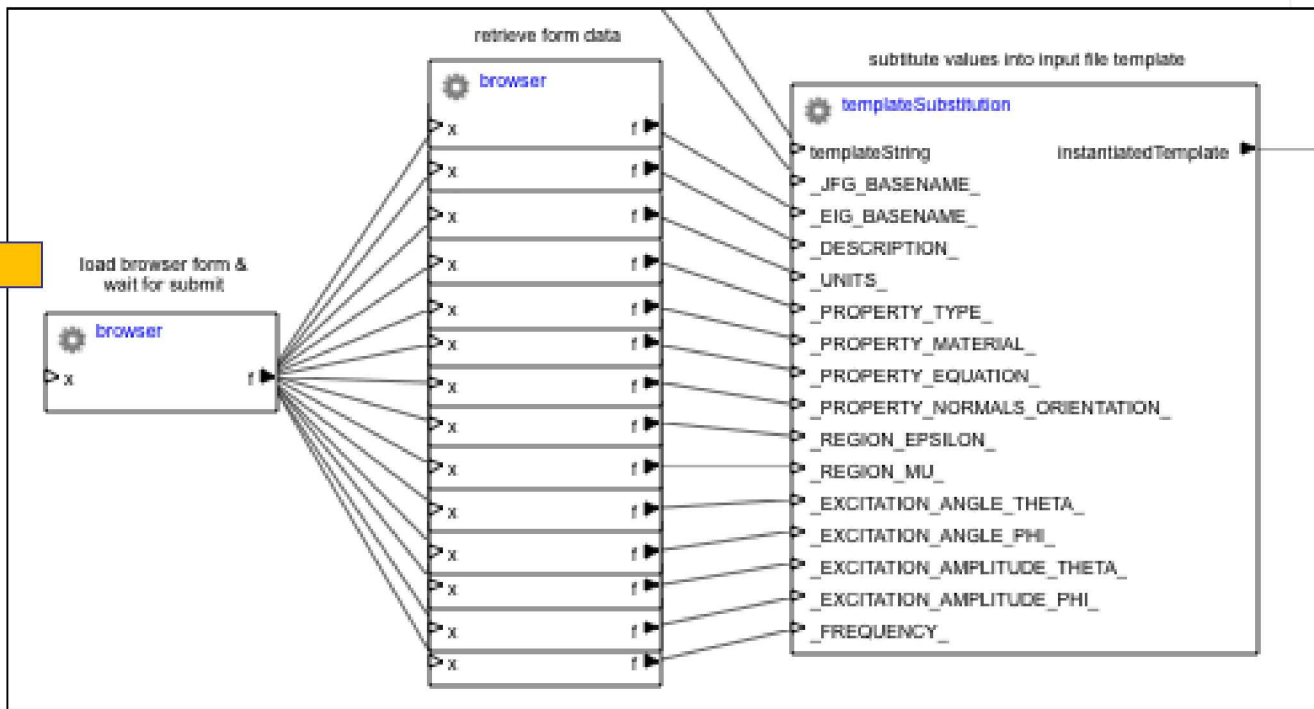 retrieve form data
browser
x f
x f
x f
x f
x f
x f
x f
x f
x f
x f
x f
x f
x f
x f
load browser form &
wait for submit
browser
x f
subtitute values into input file template
templateSubstitution
templateString instantiatedTemplate
_JFG_BASENAME_
_EIG_BASENAME_
_DESCRIPTION_
_UNITS_
_PROPERTY_TYPE_
_PROPERTY_MATERIAL_
_PROPERTY_EQUATION_
_PROPERTY_NORMALS_ORIENTATION_
_REGION_EPSILON_
_REGION_MU_
_EXCITATION_ANGLE_THETA_
_EXCITATION_ANGLE_PHI_
_EXCITATION_AMPLITUDE_THETA_
_EXCITATION_AMPLITUDE_PHI_
_FREQUENCY_